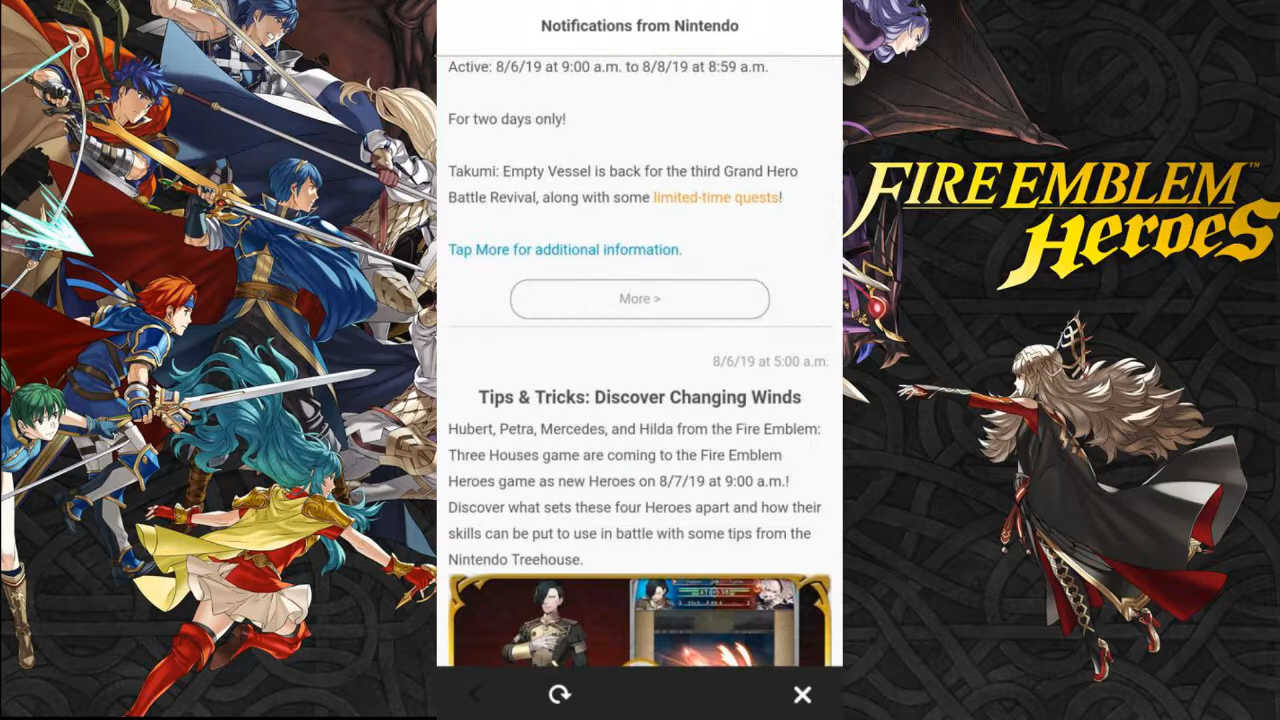 Notifications from Nintendo
Active: 8/6/19 at 9:00 a.m. to 8/8/19 at 8:59 a.m.
For two days only!
Takumi: Empty Vessel is back for the third Grand Hero
Battle Revival, along with some limited-time quests!
Tap More for additional information.
More >
8/6/19 at 5:00 a.m.
Tips & Tricks: Discover Changing Winds
Hubert, Petra, Mercedes, and Hilda from the Fire Emblem:
Three Houses game are coming to the Fire Emblem
Heroes game as new Heroes on 8/7/19 at 9:00 a.m.!
Discover what sets these four Heroes apart and how their
skills can be put to use in battle with some tips from the
Nintendo Treehouse.
FIRE EMBLEM™
Heroes